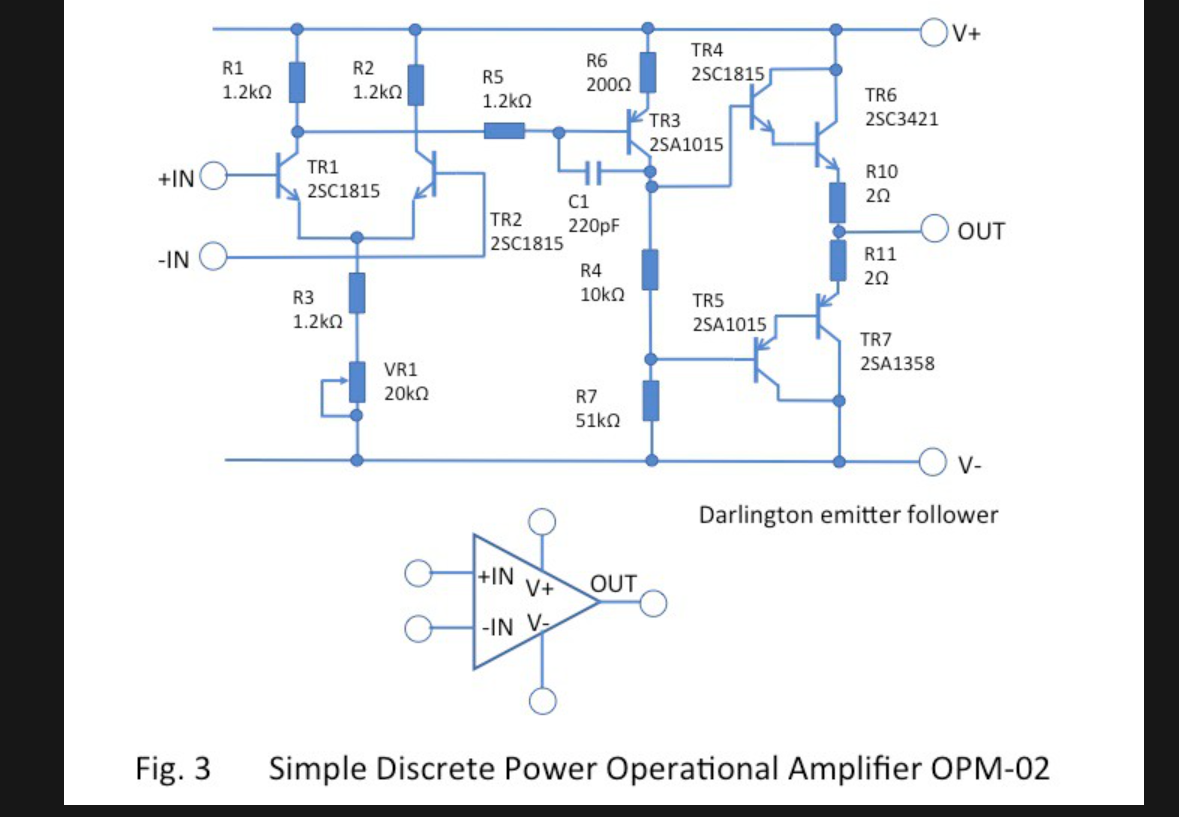 V+
R1
1.2kΩ
R2
1.2kΩ
R5
1.2kΩ
R6
200Ω
TR4
2SC1815
TR6
2SC3421
TR3
2SA1015
+IN
TR1
2SC1815
R10
2Ω
C1
220pF
TR2
2SC1815
OUT
-IN
R11
2Ω
R3
1.2kΩ
R4
10kΩ
TR5
2SA1015
TR7
2SA1358
VR1
20kΩ
R7
51kΩ
V-
Darlington emitter follower
+IN
V+
OUT
-IN
V-
Fig. 3 Simple Discrete Power Operational Amplifier OPM-02